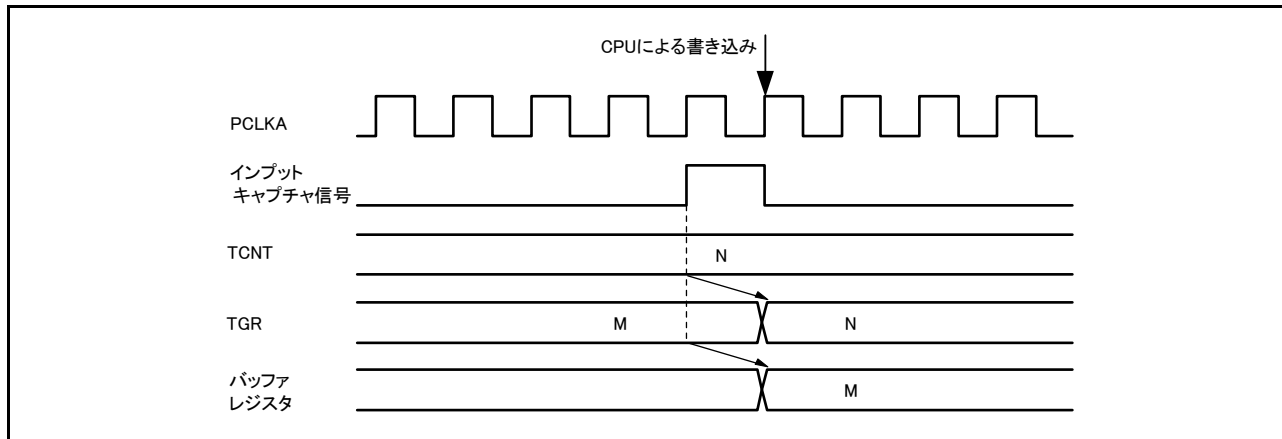 CPUによる書き込み
PCLKA
インプット
キャプチャ信号
TCNT
N
TGR
M
N
バッファ
レジスタ
M